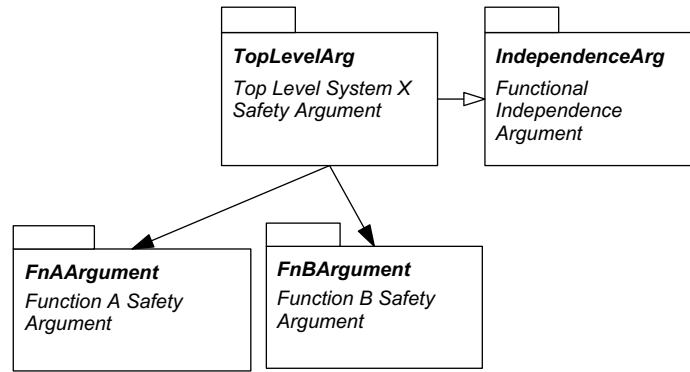 TopLevelArg
Top Level System X
Safety Argument
IndependenceArg
Functional
Independence
Argument
FnAArgument
Function A Safety
Argument
FnBArgument
Function B Safety
Argument